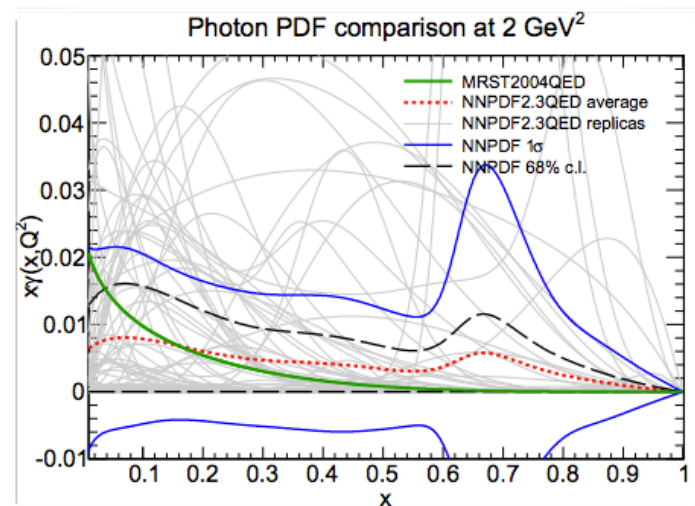 Photon PDF comparison at 2 GeV²
0.05
0.04
0.03
0.02
0.01
0
-0.01
xγ(x,Q²)
MRST2004QED
NNPDF2.3QED average
NNPDF2.3QED replicas
NNPDF 1σ
NNPDF 68% c.l.
0.1 0.2 0.3 0.4 0.5 0.6 0.7 0.8 0.9 1
x